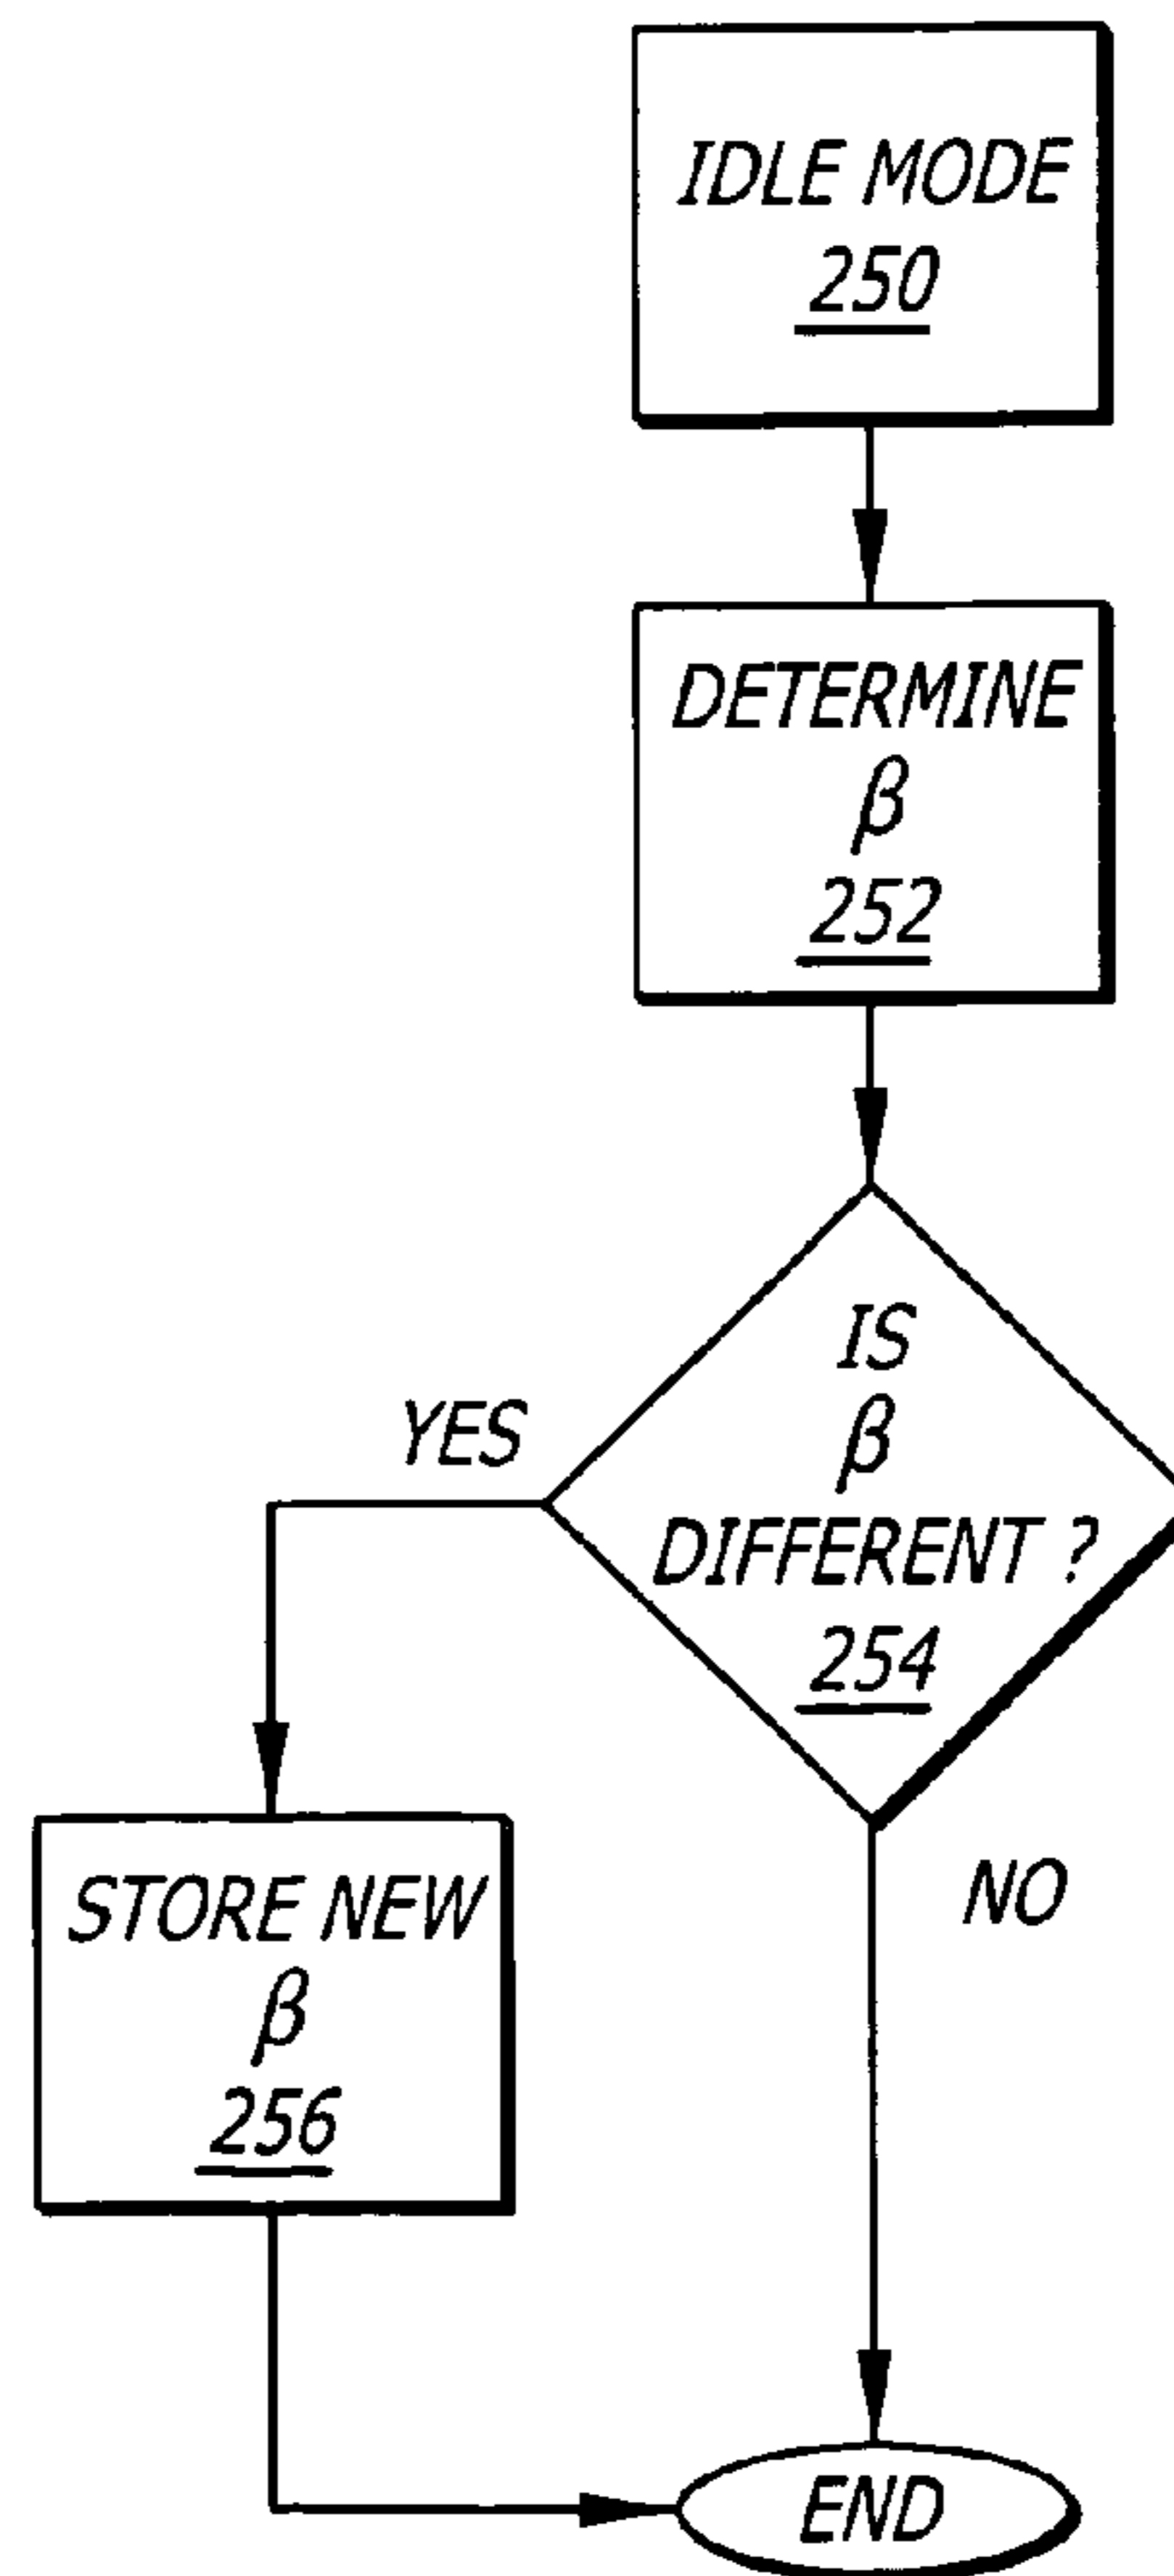 IDLE MODE
250
DETERMINE
β
252
IS
β
DIFFERENT ?
254
YES
NO
STORE NEW
β
256
END